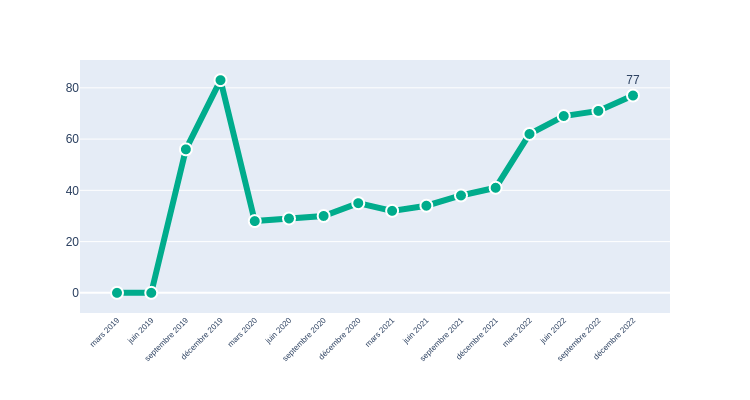 77
80
60
40
20
0
mars 2019
juin 2019
septembre 2019
décembre 2019
mars 2020
juin 2020
septembre 2020
décembre 2020
mars 2021
juin 2021
septembre 2021
décembre 2021
mars 2022
juin 2022
septembre 2022
décembre 2022